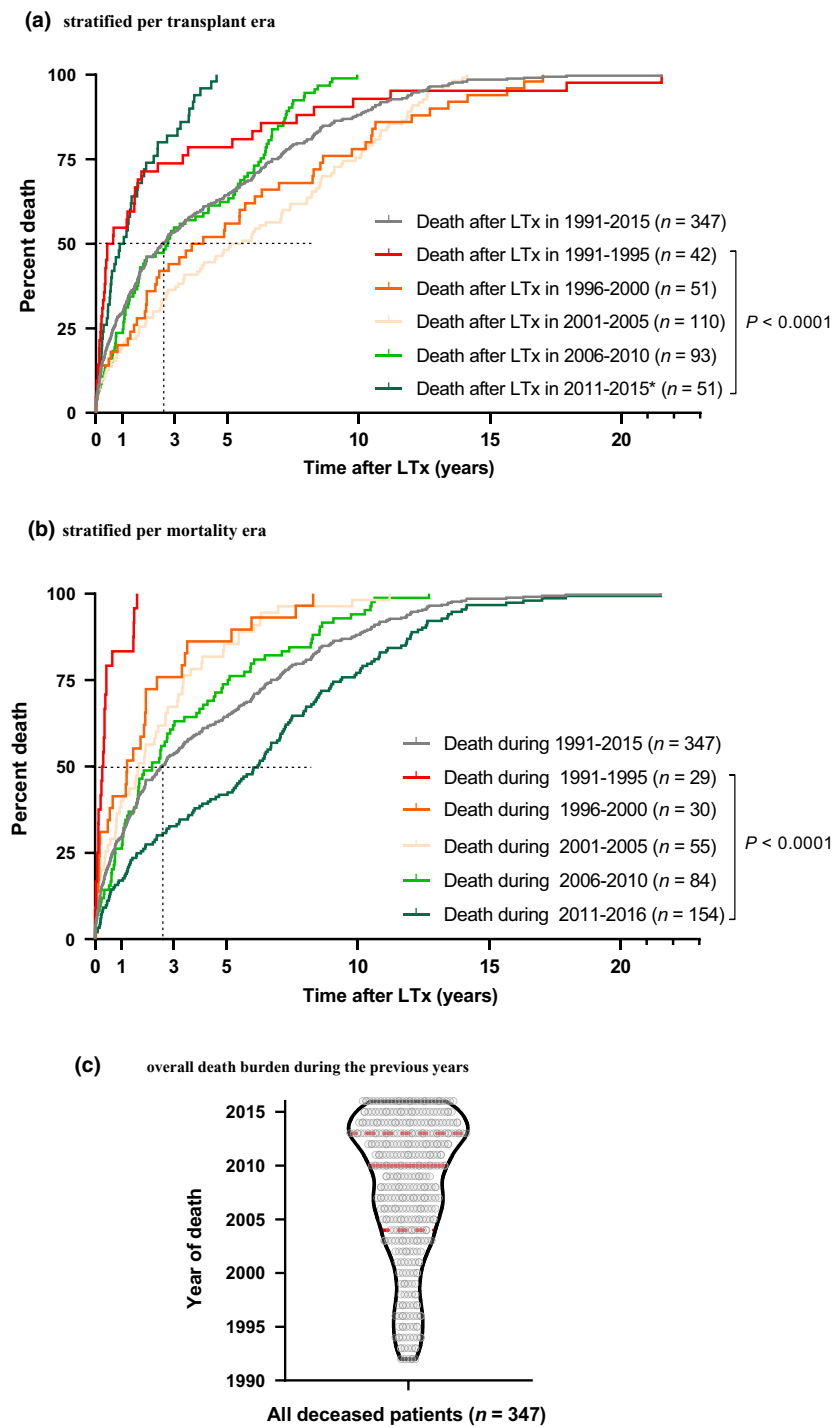 (a) stratified per transplant era
100
75
50
25
0
Percent death
0 1 3 5 10 15 20
Time after LTx (years)
Death after LTx in 1991-2015 (n = 347)
Death after LTx in 1991-1995 (n = 42)
Death after LTx in 1996-2000 (n = 51)
Death after LTx in 2001-2005 (n = 110)
Death after LTx in 2006-2010 (n = 93)
Death after LTx in 2011-2015* (n = 51)
P < 0.0001
(b) stratified per mortality era
100
75
50
25
0
Percent death
0 1 3 5 10 15 20
Time after LTx (years)
Death during 1991-2015 (n = 347)
Death during 1991-1995 (n = 29)
Death during 1996-2000 (n = 30)
Death during 2001-2005 (n = 55)
Death during 2006-2010 (n = 84)
Death during 2011-2016 (n = 154)
P < 0.0001
(c) overall death burden during the previous years
2015
2010
2005
2000
1995
1990
Year of death
All deceased patients (n = 347)